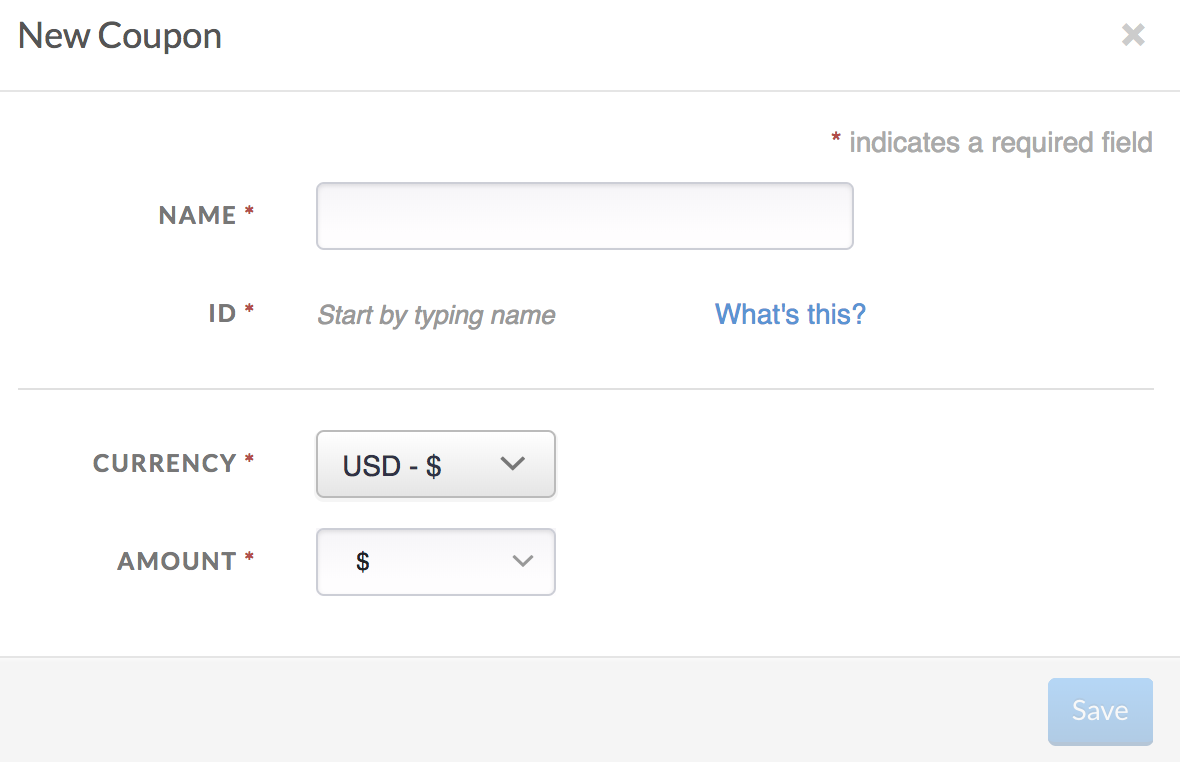 New Coupon
* indicates a required field
NAME *
ID * Start by typing name What's this?
CURRENCY * USD - $
AMOUNT * $
Save